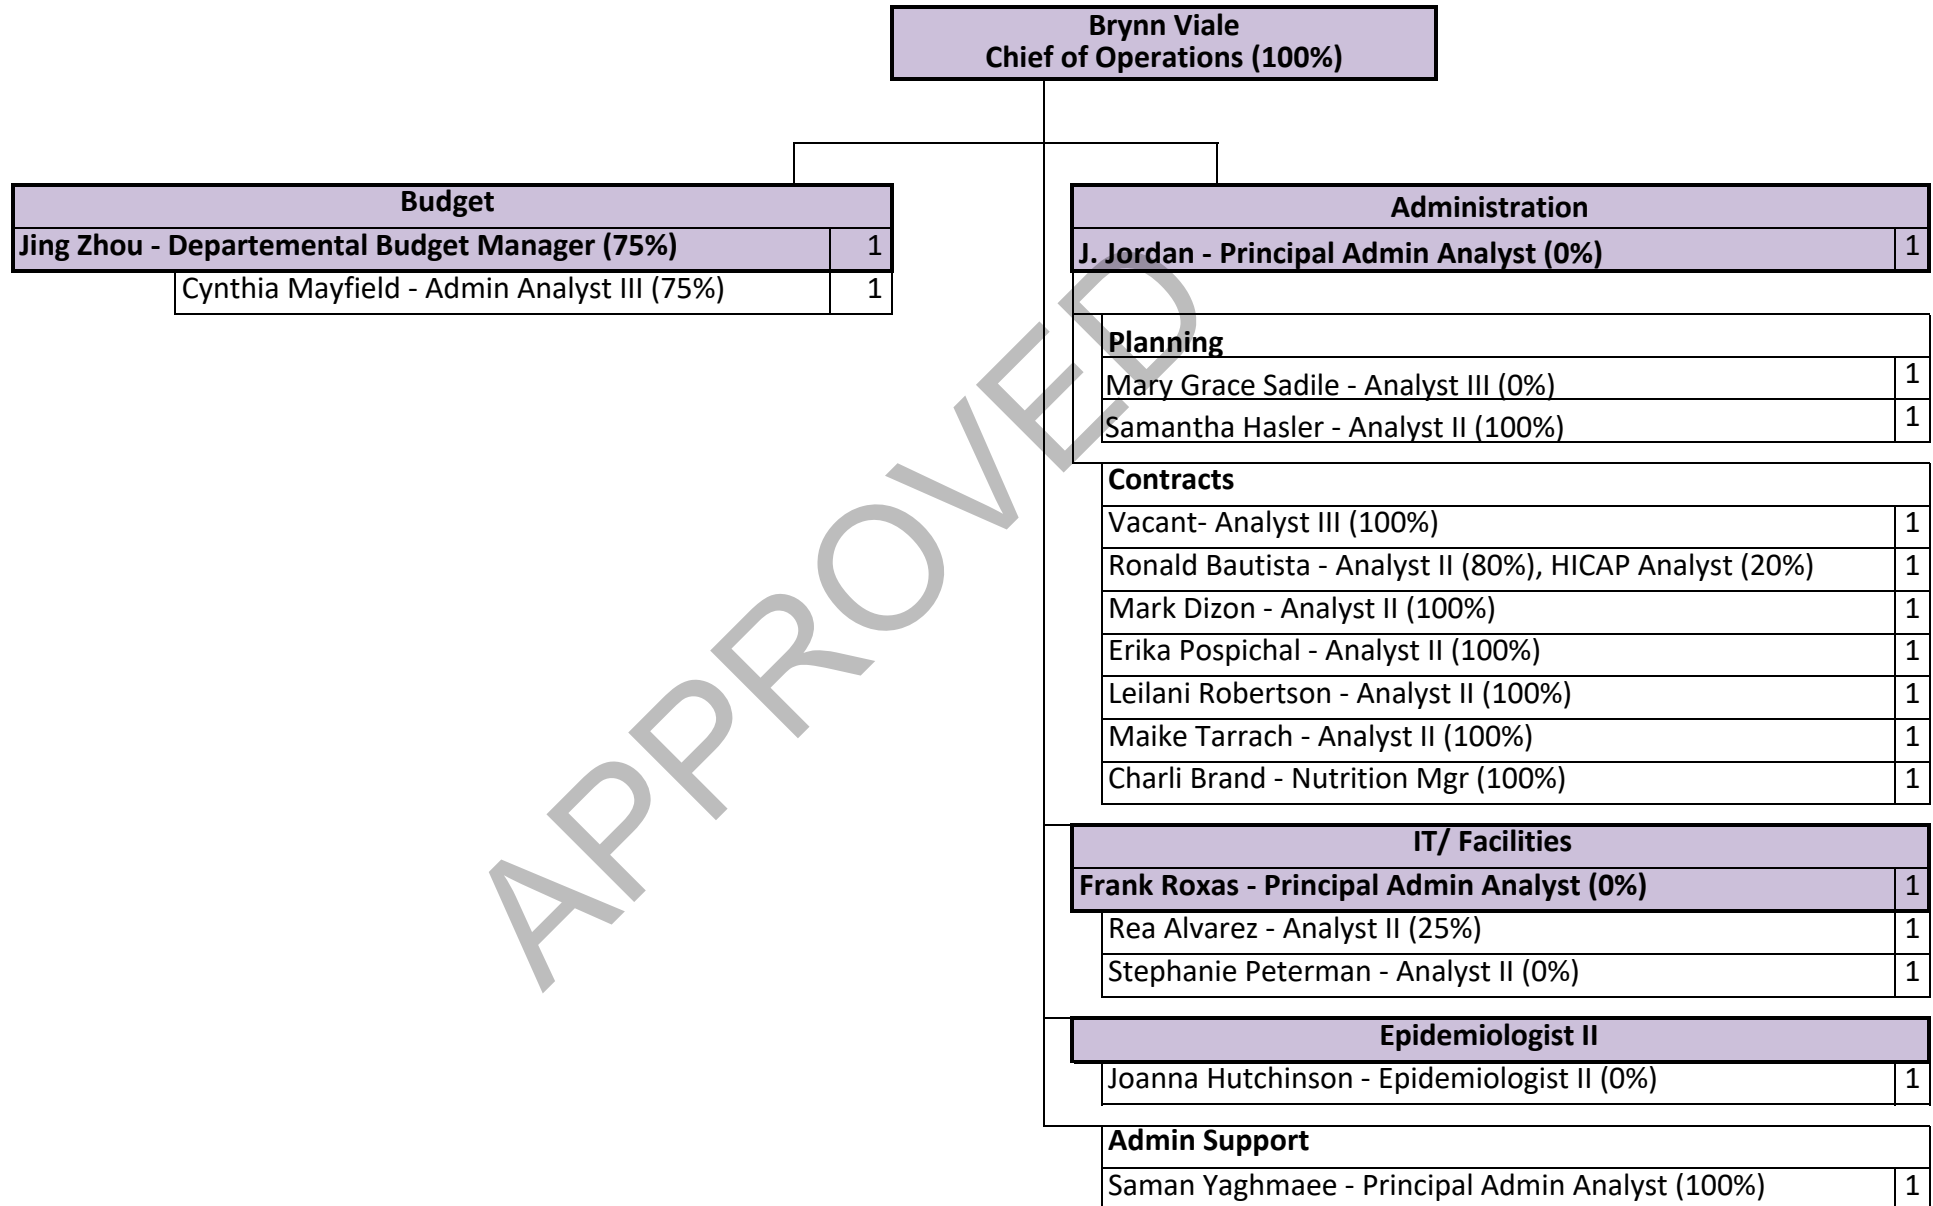 Brynn Viale
Chief of Operations (100%)
Budget
Jing Zhou - Departemental Budget Manager (75%) 1
Cynthia Mayfield - Admin Analyst III (75%) 1
Administration
J. Jordan - Principal Admin Analyst (0%) 1
Planning
Mary Grace Sadile - Analyst III (0%) 1
Samantha Hasler - Analyst II (100%) 1
Contracts
Vacant- Analyst III (100%) 1
Ronald Bautista - Analyst II (80%), HICAP Analyst (20%) 1
Mark Dizon - Analyst II (100%) 1
Erika Pospichal - Analyst II (100%) 1
Leilani Robertson - Analyst II (100%) 1
Maike Tarrach - Analyst II (100%) 1
Charli Brand - Nutrition Mgr (100%) 1
IT/ Facilities
Frank Roxas - Principal Admin Analyst (0%) 1
Rea Alvarez - Analyst II (25%) 1
Stephanie Peterman - Analyst II (0%) 1
Epidemiologist II
Joanna Hutchinson - Epidemiologist II (0%) 1
Admin Support
Saman Yaghmaee - Principal Admin Analyst (100%) 1
APPROVED